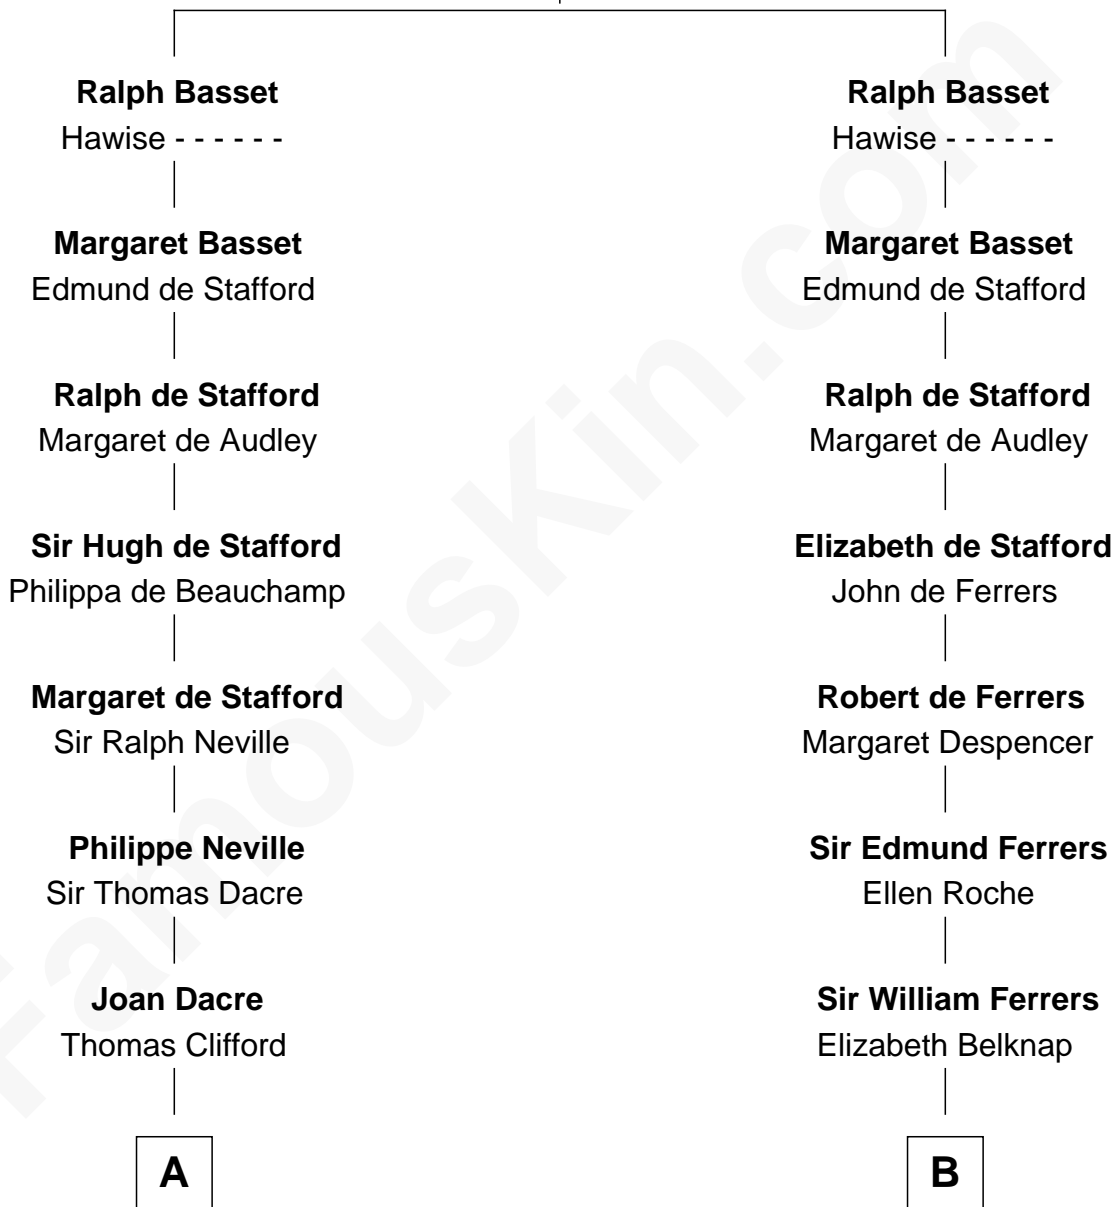 Ralph Basset
Hawise - - - - - -
Margaret Basset
Edmund de Stafford
Ralph de Stafford
Margaret de Audley
Sir Hugh de Stafford
Philippa de Beauchamp
Margaret de Stafford
Sir Ralph Neville
Philippe Neville
Sir Thomas Dacre
Joan Dacre
Thomas Clifford
A
Ralph Basset
Hawise - - - - - -
Margaret Basset
Edmund de Stafford
Ralph de Stafford
Margaret de Audley
Elizabeth de Stafford
John de Ferrers
Robert de Ferrers
Margaret Despencer
Sir Edmund Ferrers
Ellen Roche
Sir William Ferrers
Elizabeth Belknap
B
FamousKin.com